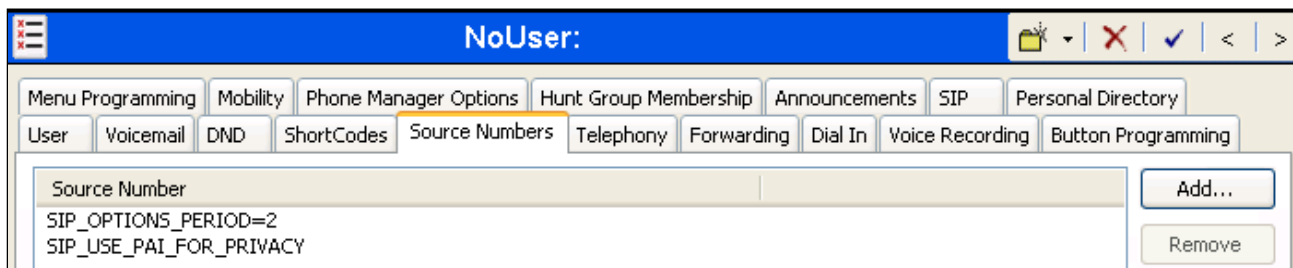 NoUser:
Menu Programming Mobility Phone Manager Options Hunt Group Membership Announcements SIP Personal Directory
User Voicemail DND ShortCodes Source Numbers Telephony Forwarding Dial In Voice Recording Button Programming
Source Number
Add...
SIP_OPTIONS_PERIOD=2
SIP_USE_PAI_FOR_PRIVACY
Remove